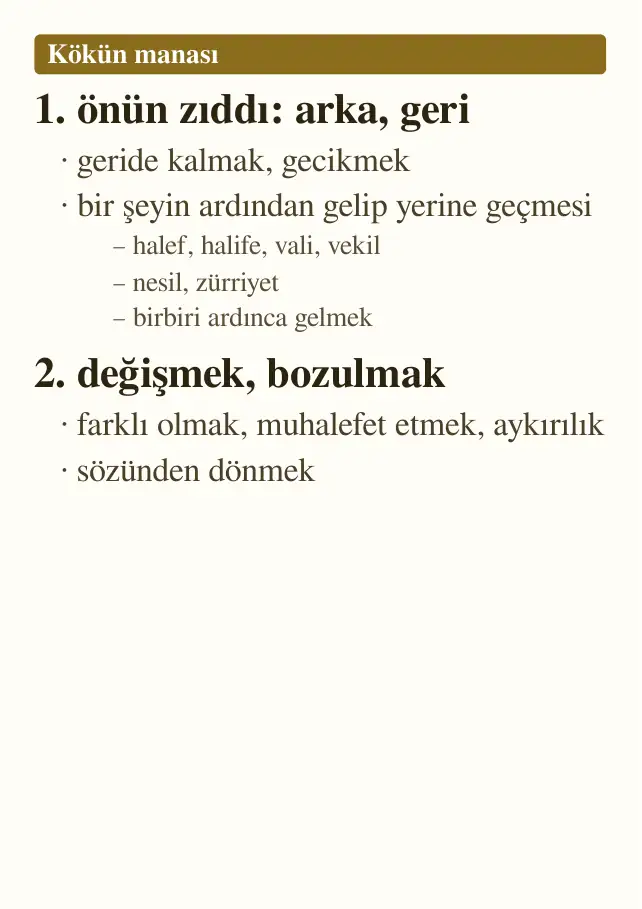 Kökün manası
1. önün zıddı: arka, geri
· geride kalmak, gecikmek
· bir şeyin ardından gelip yerine geçmesi
– halef, halife, vali, vekil
– nesil, zürriyet
– birbiri ardınca gelmek
2. değişmek, bozulmak
· farklı olmak, muhalefet etmek, aykırılık
· sözünden dönmek